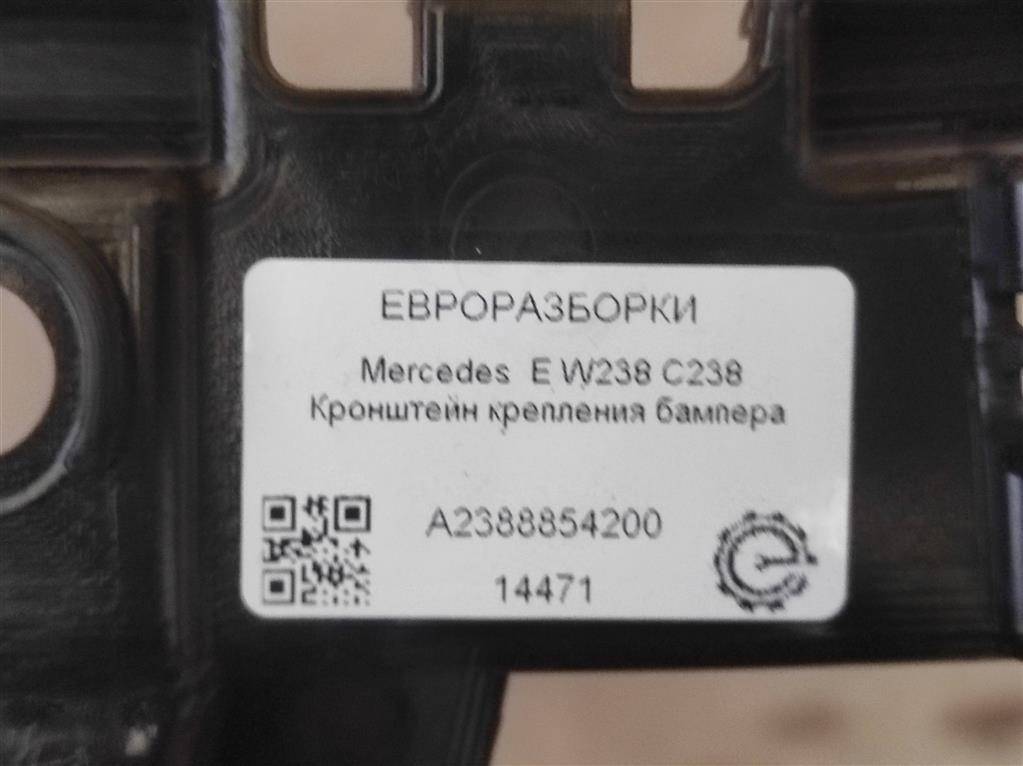 ЕВРОРАЗБОРКИ
Mercedes E W238 C238
Кронштейн крепления бампера
A2388854200
14471